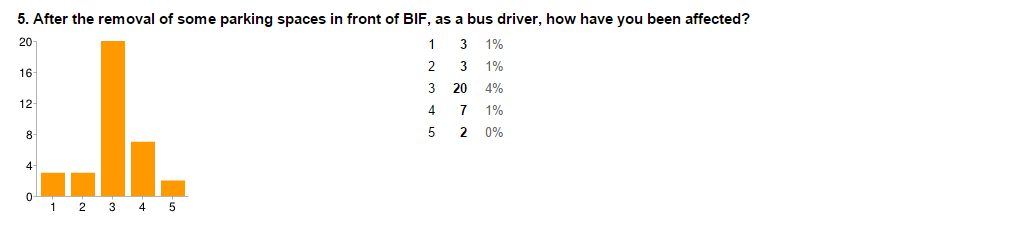 5. After the removal of some parking spaces in front of BIF, as a bus driver, how have you been affected?
20
16
12
8
4
0
1 2 3 4 5
1 3 1%
2 3 1%
3 20 4%
4 7 1%
5 2 0%